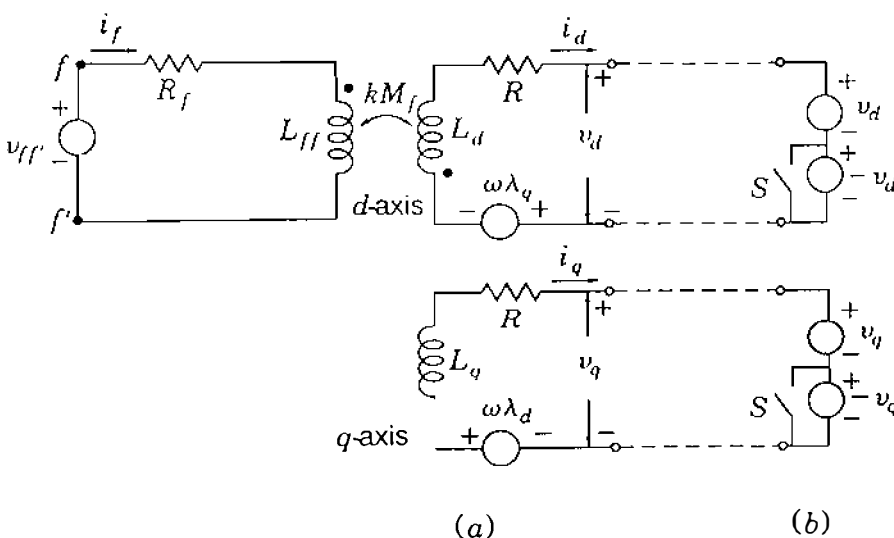 i_f
f
R_f
+
v_ff'
−
f'
L_ff
kM_f
L_d
R
i_d
+
v_d
−
d-axis
− ωλ_q +
+
v_d
−
S
+
− v_d
−
i_q
R
+
L_q
v_q
−
q-axis
+ ωλ_d −
+
v_q
−
S
+
− v_q
−
(a)
(b)